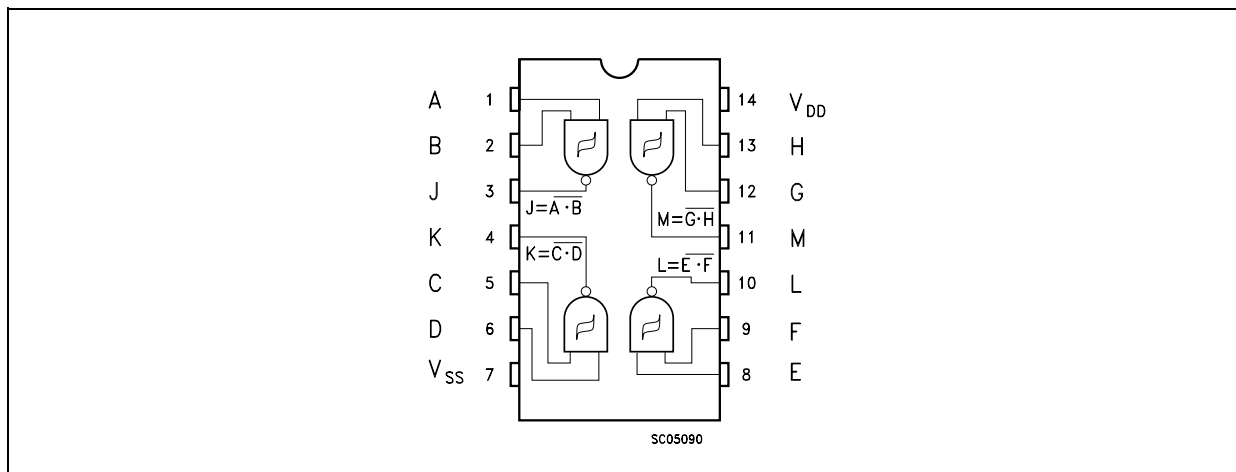 A 1 14 V_DD
B 2 13 H
J 3 12 G
J=A̅·̅B̅ M=G̅·̅H̅
K 4 11 M
K=C̅·̅D̅ L=E̅·̅F̅
C 5 10 L
D 6 9 F
V_SS 7 8 E
SC05090